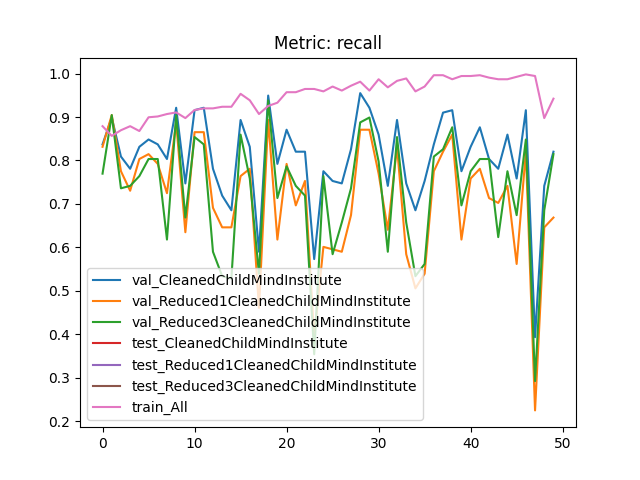 Metric: recall
1.0
0.9
0.8
0.7
0.6
0.5
0.4
0.3
0.2
val_CleanedChildMindInstitute
val_Reduced1CleanedChildMindInstitute
val_Reduced3CleanedChildMindInstitute
test_CleanedChildMindInstitute
test_Reduced1CleanedChildMindInstitute
test_Reduced3CleanedChildMindInstitute
train_All
0 10 20 30 40 50